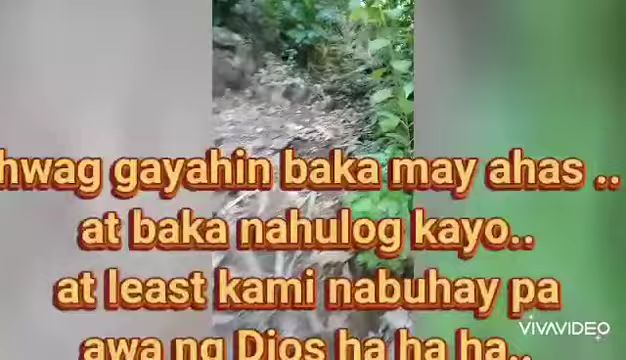 hwag gayahin baka may ahas ..
at baka nahulog kayo..
at least kami nabuhay pa
awa ng Dios ha ha ha..
VIVAVIDEO